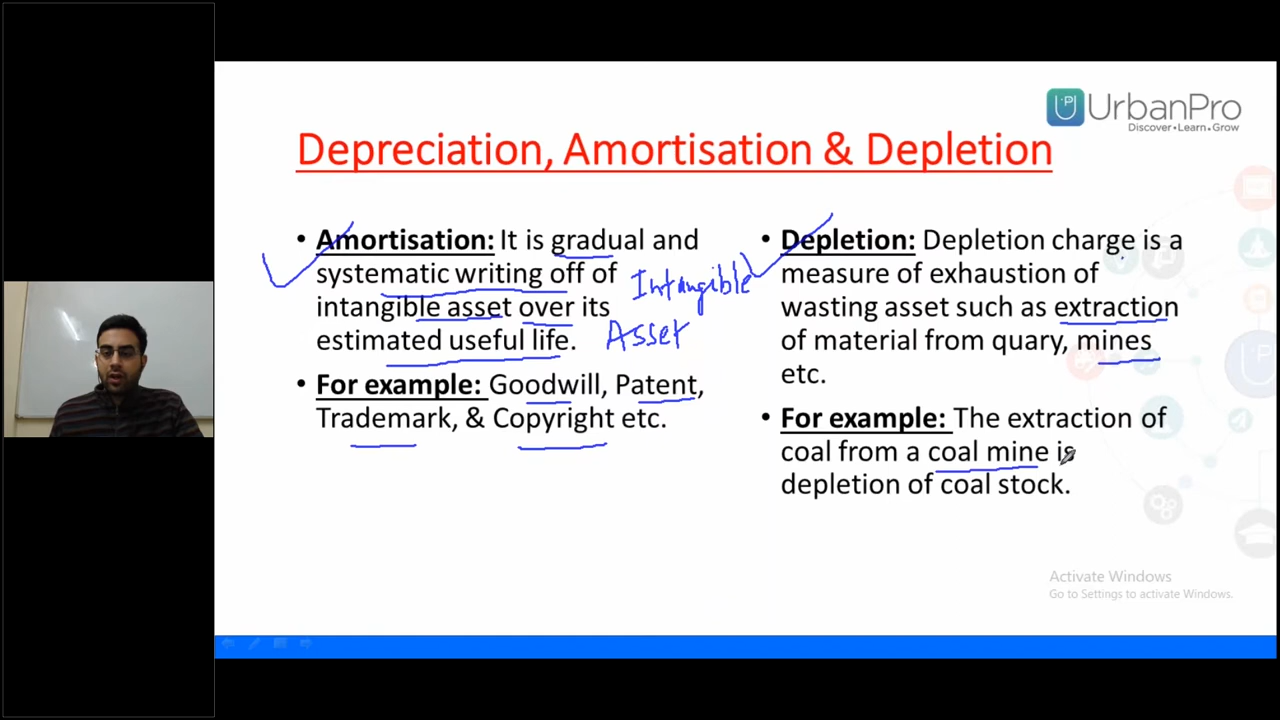 UrbanPro
Discover • Learn • Grow
Depreciation, Amortisation & Depletion
• Amortisation: It is gradual and
systematic writing off of
intangible asset over its
estimated useful life.
Intangible
Asset
• For example: Goodwill, Patent,
Trademark, & Copyright etc.
• Depletion: Depletion charge is a
measure of exhaustion of
wasting asset such as extraction
of material from quary, mines
etc.
• For example: The extraction of
coal from a coal mine is
depletion of coal stock.
Activate Windows
Go to Settings to activate Windows.